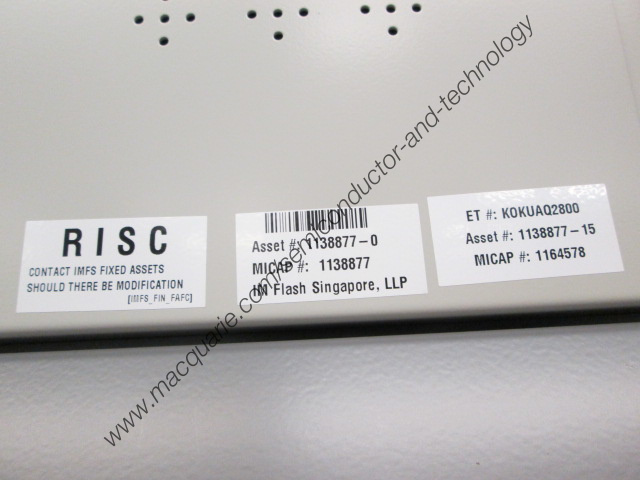 RISC
CONTACT IMFS FIXED ASSETS
SHOULD THERE BE MODIFICATION
[IMFS_FIN_FAFC]
Asset #: 1138877-0
MICAP #: 1138877
IM Flash Singapore, LLP
ET #: KOKUAQ2800
Asset #: 1138877-15
MICAP #: 1164578
www.macquarie.com/semiconductor-and-technology